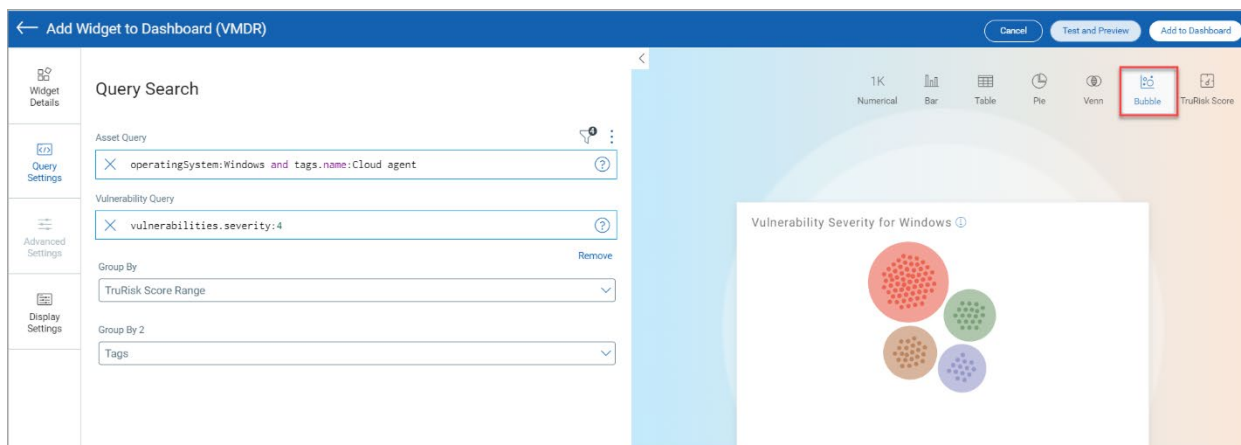 ← Add Widget to Dashboard (VMDR)
Cancel
Test and Preview
Add to Dashboard
Widget
Details
Query
Settings
Advanced
Settings
Display
Settings
Query Search
Asset Query
4
operatingSystem:Windows and tags.name:Cloud agent
Vulnerability Query
vulnerabilities.severity:4
Remove
Group By
TruRisk Score Range
Group By 2
Tags
1K
Numerical
Bar
Table
Pie
Venn
Bubble
TruRisk Score
Vulnerability Severity for Windows